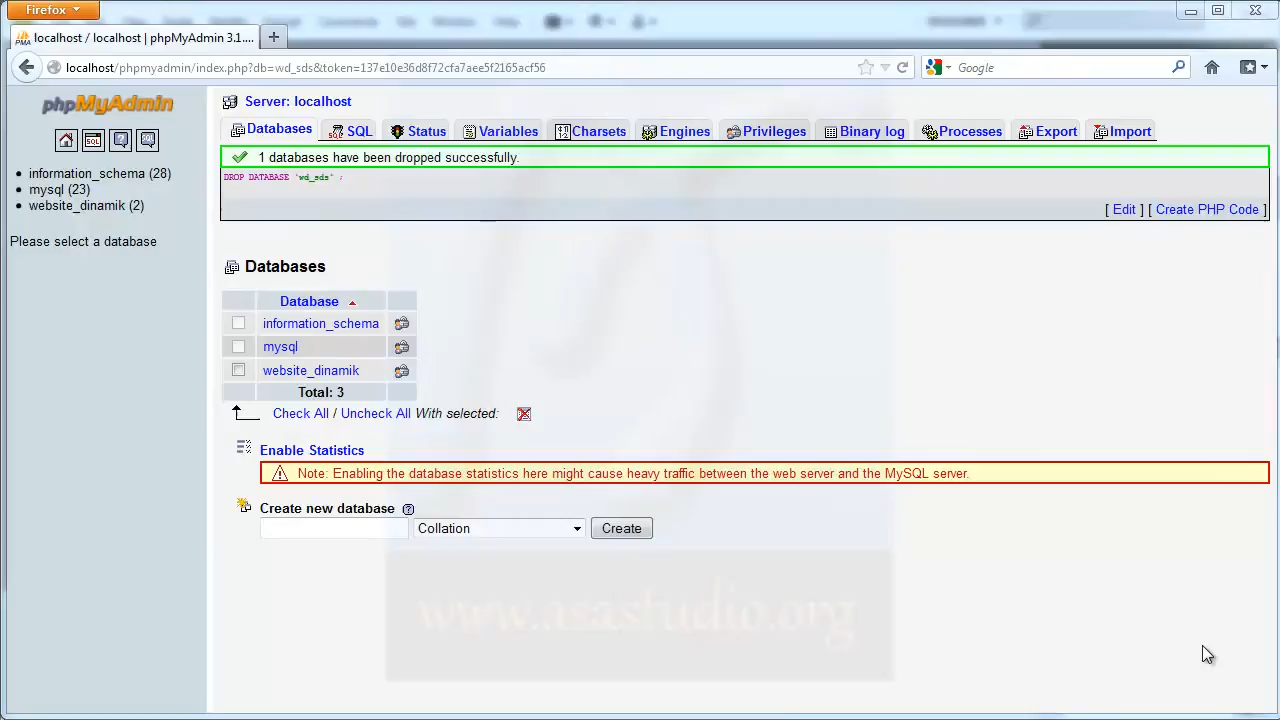 Firefox
localhost / localhost | phpMyAdmin 3.1....
localhost/phpmyadmin/index.php?db=wd_sds&token=137e10e36d8f72cfa7aee5f2165acf56
Google
phpMyAdmin
Server: localhost
Databases SQL Status Variables Charsets Engines Privileges Binary log Processes Export Import
1 databases have been dropped successfully.
DROP DATABASE `wd_sds` ;
[ Edit ] [ Create PHP Code ]
information_schema (28)
mysql (23)
website_dinamik (2)
Please select a database
Databases
Database
information_schema
mysql
website_dinamik
Total: 3
Check All / Uncheck All With selected:
Enable Statistics
Note: Enabling the database statistics here might cause heavy traffic between the web server and the MySQL server.
Create new database
Collation
Create
www.asastudio.org